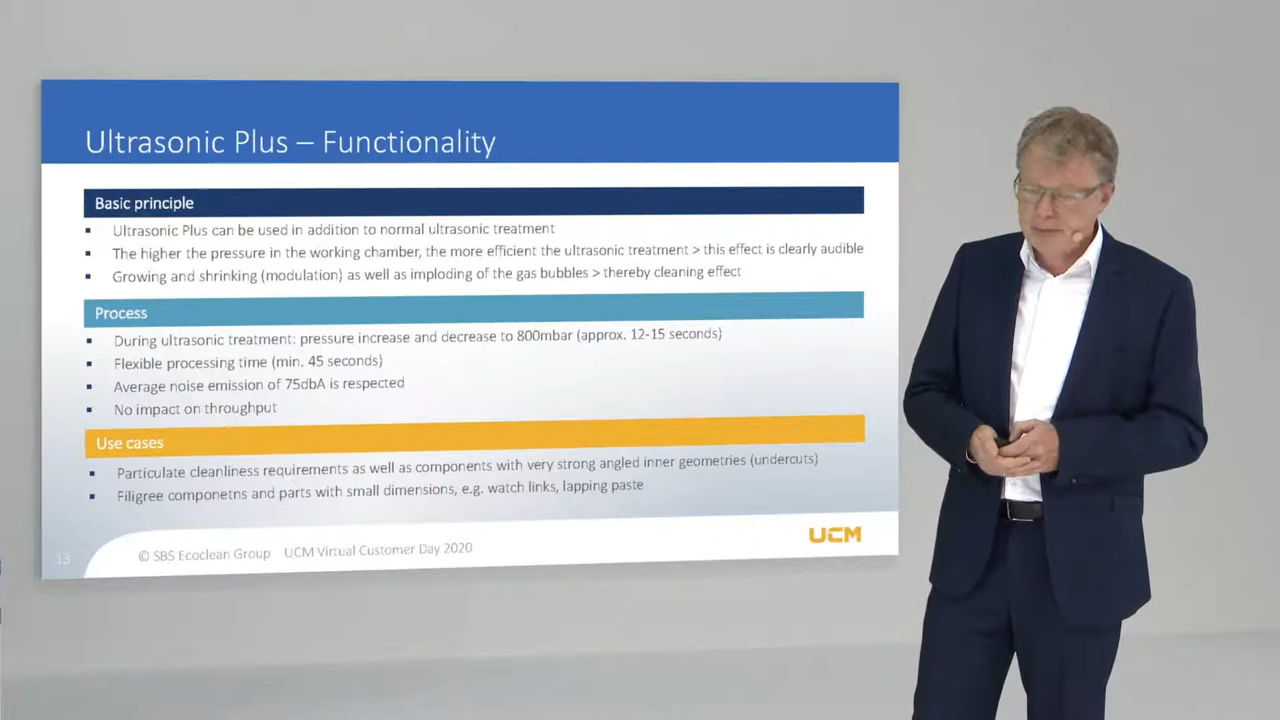 Ultrasonic Plus – Functionality
Basic principle
▪ Ultrasonic Plus can be used in addition to normal ultrasonic treatment
▪ The higher the pressure in the working chamber, the more efficient the ultrasonic treatment > this effect is clearly audible
▪ Growing and shrinking (modulation) as well as imploding of the gas bubbles > thereby cleaning effect
Process
▪ During ultrasonic treatment: pressure increase and decrease to 800mbar (approx. 12-15 seconds)
▪ Flexible processing time (min. 45 seconds)
▪ Average noise emission of 75dbA is respected
▪ No impact on throughput
Use cases
▪ Particulate cleanliness requirements as well as components with very strong angled inner geometries (undercuts)
▪ Filigree componetns and parts with small dimensions, e.g. watch links, lapping paste
13 © SBS Ecoclean Group UCM Virtual Customer Day 2020
UCM